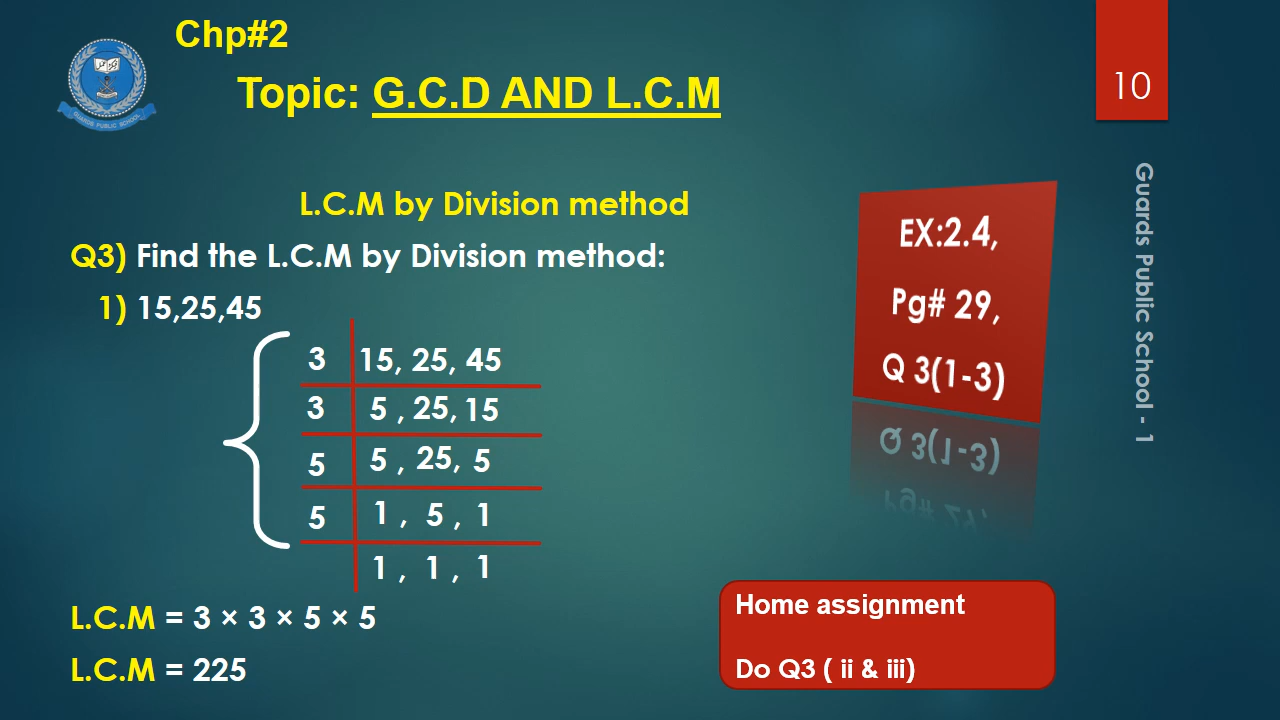 Chp#2
Topic: G.C.D AND L.C.M
10
GUARDS PUBLIC SCHOOL
Guards Public School - 1
L.C.M by Division method
Q3) Find the L.C.M by Division method:
1) 15,25,45
3 15, 25, 45
3 5 , 25, 15
5 5 , 25, 5
5 1 , 5 , 1
1 , 1 , 1
L.C.M = 3 × 3 × 5 × 5
L.C.M = 225
EX:2.4,
Pg# 29,
Q 3(1-3)
Home assignment
Do Q3 ( ii & iii)